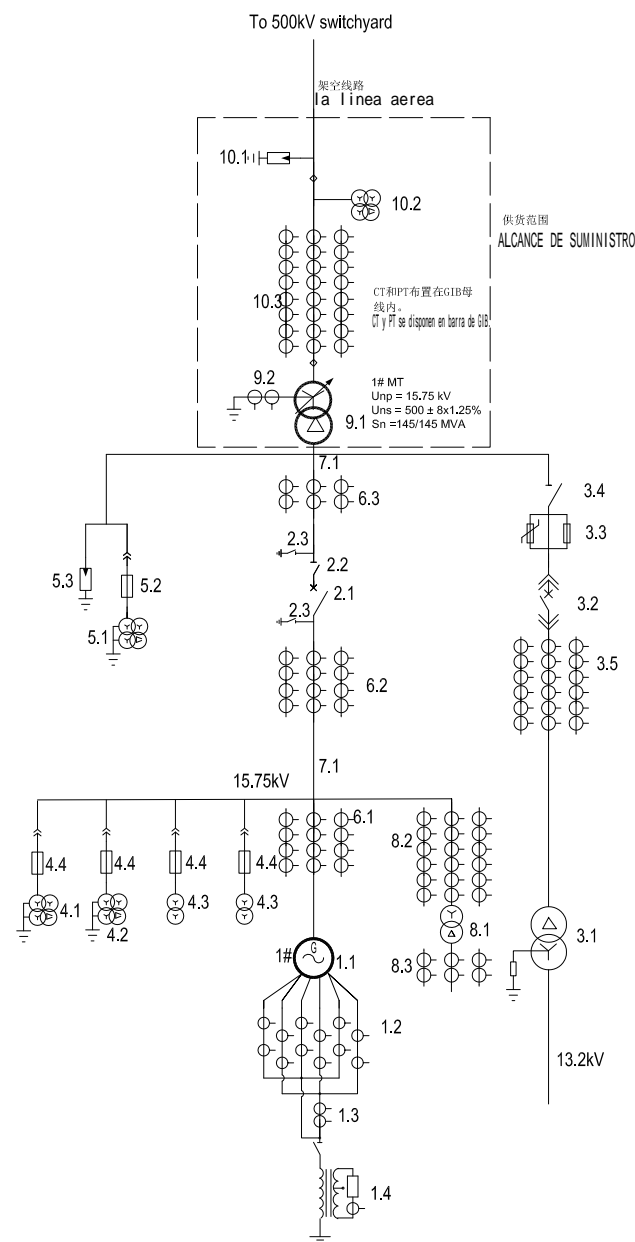 To 500kV switchyard
架空线路
la linea aerea
10.1
10.2
供货范围
ALCANCE DE SUMINISTRO
10.3
CT和PT布置在GIB母
线内。
CT y PT se disponen en barra de GIB.
9.2
1# MT
Unp = 15.75 kV
Uns = 500 ± 8x1.25%
Sn =145/145 MVA
9.1
7.1
6.3
3.4
3.3
2.3
2.2
5.3
5.2
2.1
3.2
2.3
5.1
3.5
6.2
7.1
15.75kV
6.1
8.2
4.4
4.4
4.4
4.4
4.1
4.2
4.3
4.3
8.1
3.1
G
1#
1.1
8.3
1.2
13.2kV
1.3
1.4